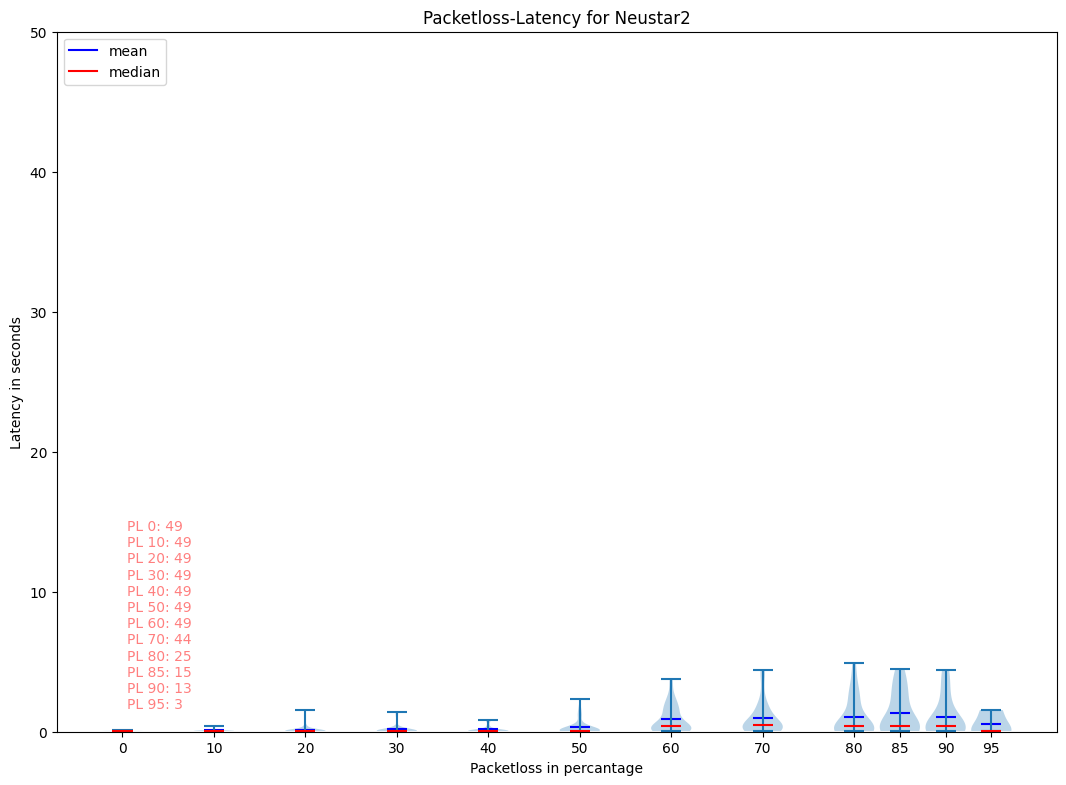 Packetloss-Latency for Neustar2
mean
median
50
40
30
20
10
0
Latency in seconds
PL 0: 49
PL 10: 49
PL 20: 49
PL 30: 49
PL 40: 49
PL 50: 49
PL 60: 49
PL 70: 44
PL 80: 25
PL 85: 15
PL 90: 13
PL 95: 3
0 10 20 30 40 50 60 70 80 85 90 95
Packetloss in percantage